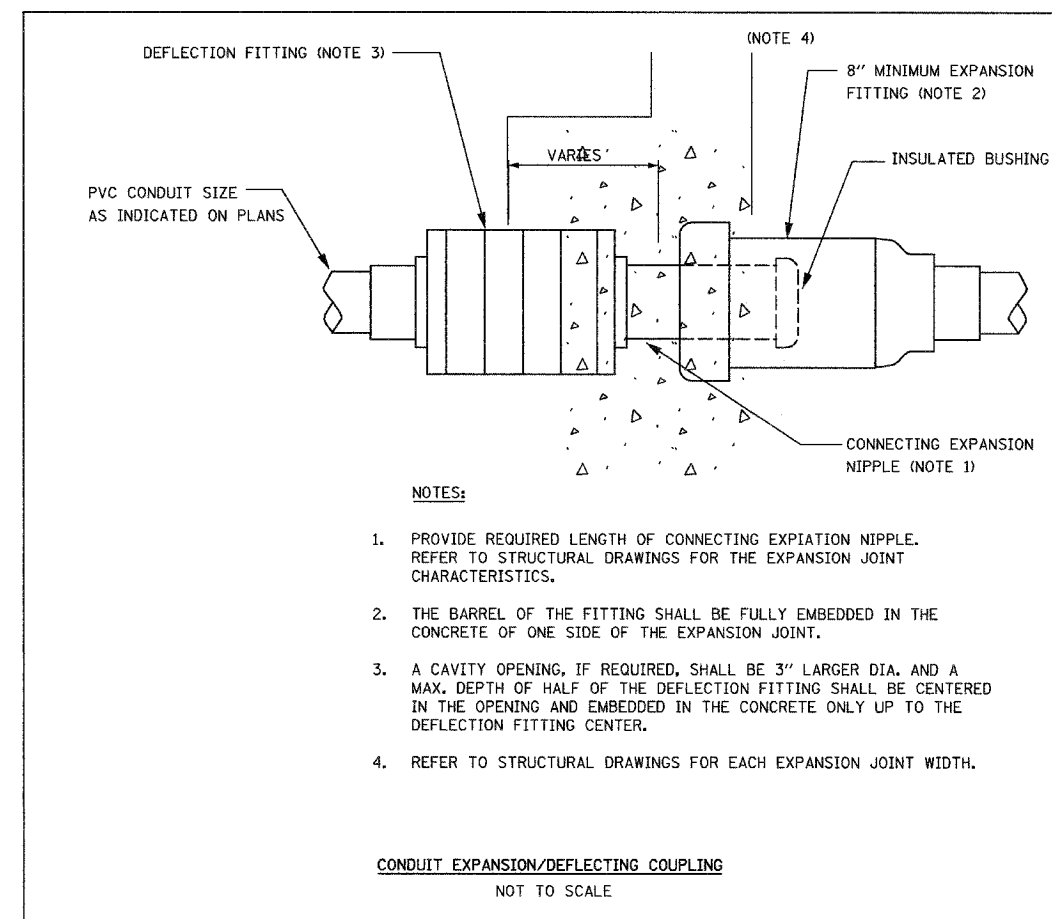 DEFLECTION FITTING (NOTE 3)
(NOTE 4)
8" MINIMUM EXPANSION
FITTING (NOTE 2)
VARIES
INSULATED BUSHING
PVC CONDUIT SIZE
AS INDICATED ON PLANS
CONNECTING EXPANSION
NIPPLE (NOTE 1)
NOTES:
1. PROVIDE REQUIRED LENGTH OF CONNECTING EXPIATION NIPPLE.
REFER TO STRUCTURAL DRAWINGS FOR THE EXPANSION JOINT
CHARACTERISTICS.
2. THE BARREL OF THE FITTING SHALL BE FULLY EMBEDDED IN THE
CONCRETE OF ONE SIDE OF THE EXPANSION JOINT.
3. A CAVITY OPENING, IF REQUIRED, SHALL BE 3" LARGER DIA. AND A
MAX. DEPTH OF HALF OF THE DEFLECTION FITTING SHALL BE CENTERED
IN THE OPENING AND EMBEDDED IN THE CONCRETE ONLY UP TO THE
DEFLECTION FITTING CENTER.
4. REFER TO STRUCTURAL DRAWINGS FOR EACH EXPANSION JOINT WIDTH.
CONDUIT EXPANSION/DEFLECTING COUPLING
NOT TO SCALE